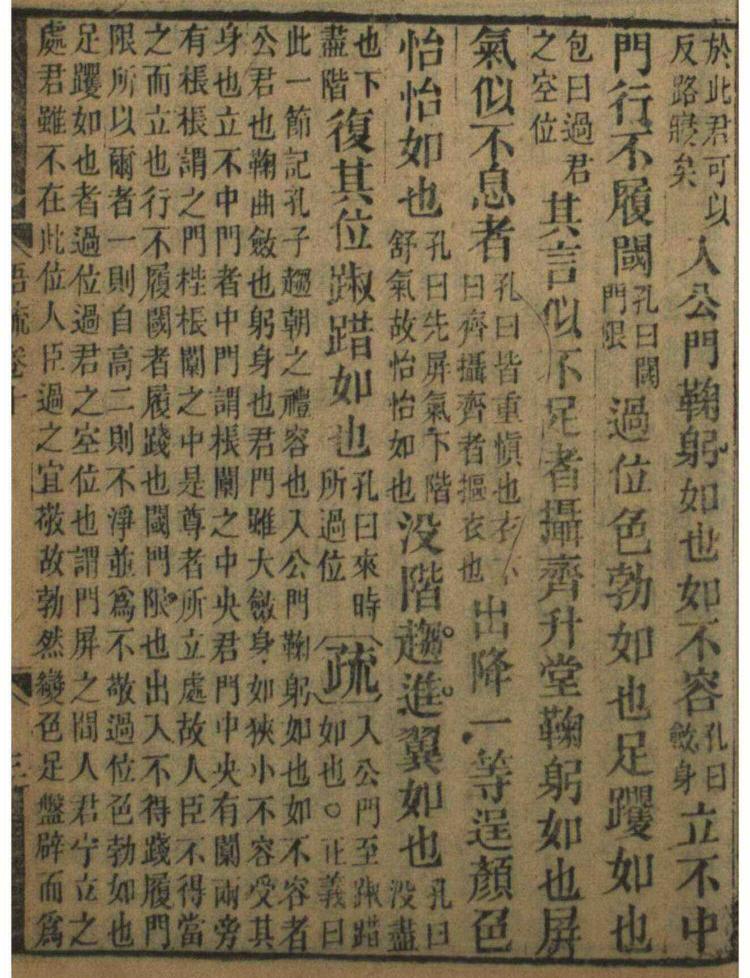 於此君可以反路寢矣入公門鞠躬如也如不容孔曰斂身立不中
門行不履閾孔曰閾門限過位色勃如也足躩如也
包曰過君之空位其言似不足者攝齊升堂鞠躬如也屏
氣似不息者孔曰皆重慎也衣下曰齊攝齊者摳衣也出降一等逞顏色
怡怡如也孔曰先屏氣下階舒氣故怡怡如也没階趨進翼如也孔曰没盡
也下盡階復其位踧踖如也孔曰來時所過位疏入公門至踧踖如也○正義曰
此一節記孔子趨朝之禮容也入公門鞠躬如也如不容者
公君也鞠曲斂也躬身也君門雖大斂身如狹小不容受其
身也立不中門者中門謂棖闑之中央君門中央有闑兩旁
有棖棖謂之門梐棖闑之中是尊者所立處故人臣不得當
之而立也行不履閾者履踐也閾門限也出入不得踐履門
限所以爾者一則自高二則不淨並爲不敬過位色勃如也
足躩如也者過位過君之空位也謂門屏之間人君宁立之
處君雖不在此位人臣過之宜敬故勃然變色足盤辟而爲